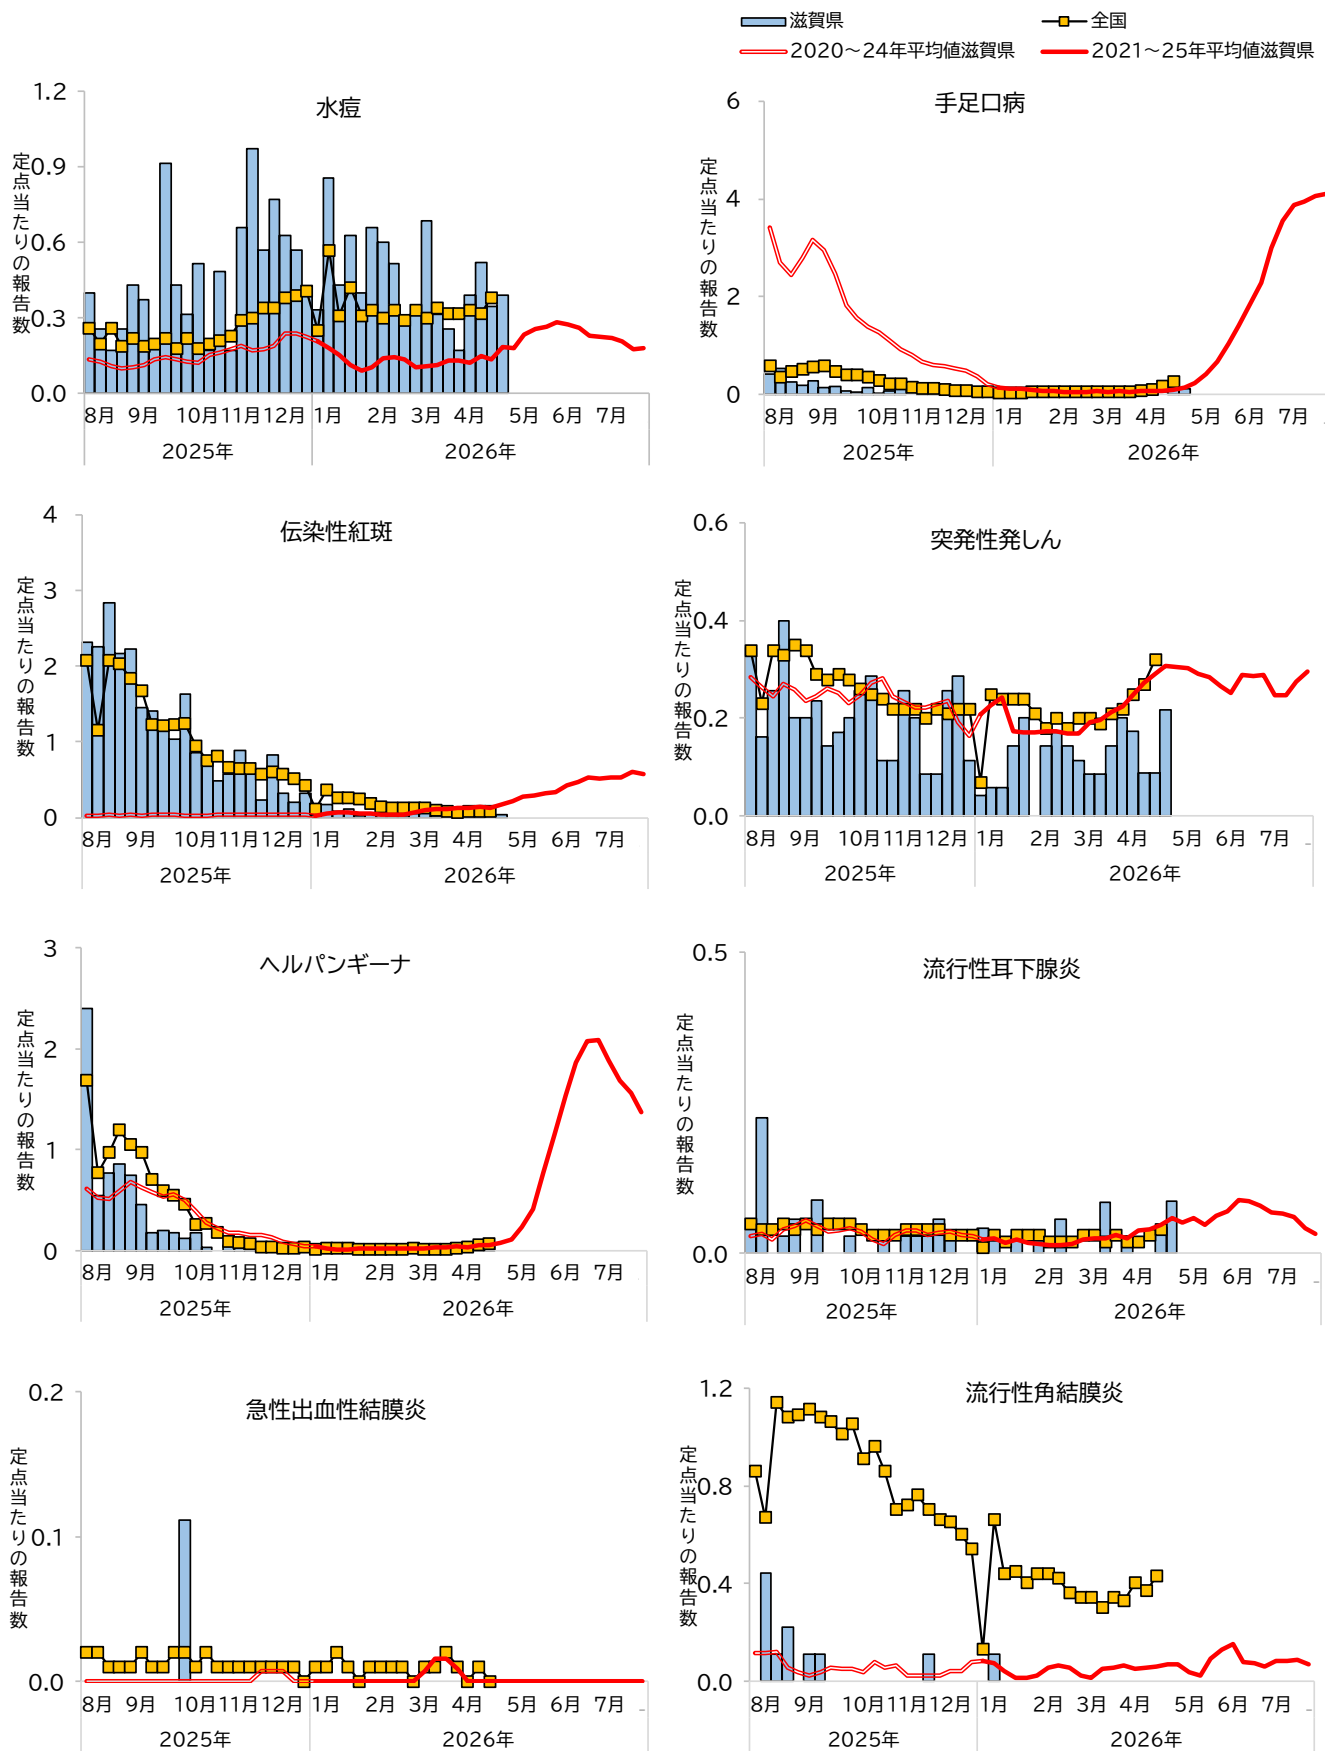 滋賀県 全国
2020～24年平均値滋賀県 2021～25年平均値滋賀県
水痘
定点当たりの報告数
1.2
0.9
0.6
0.3
0.0
8月 9月 10月 11月 12月 1月 2月 3月 4月 5月 6月 7月
2025年 2026年
手足口病
定点当たりの報告数
6
4
2
0
8月 9月 10月 11月 12月 1月 2月 3月 4月 5月 6月 7月
2025年 2026年
伝染性紅斑
定点当たりの報告数
4
3
2
1
0
8月 9月 10月 11月 12月 1月 2月 3月 4月 5月 6月 7月
2025年 2026年
突発性発しん
定点当たりの報告数
0.6
0.4
0.2
0.0
8月 9月 10月 11月 12月 1月 2月 3月 4月 5月 6月 7月
2025年 2026年
ヘルパンギーナ
定点当たりの報告数
3
2
1
0
8月 9月 10月 11月 12月 1月 2月 3月 4月 5月 6月 7月
2025年 2026年
流行性耳下腺炎
定点当たりの報告数
0.5
0.0
8月 9月 10月 11月 12月 1月 2月 3月 4月 5月 6月 7月
2025年 2026年
急性出血性結膜炎
定点当たりの報告数
0.2
0.1
0.0
8月 9月 10月 11月 12月 1月 2月 3月 4月 5月 6月 7月
2025年 2026年
流行性角結膜炎
定点当たりの報告数
1.2
0.8
0.4
0.0
8月 9月 10月 11月 12月 1月 2月 3月 4月 5月 6月 7月
2025年 2026年